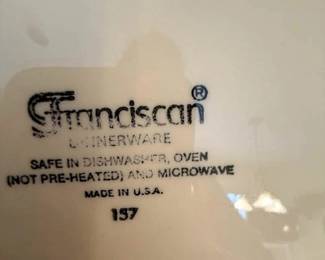 Franciscan®
DINNERWARE
SAFE IN DISHWASHER, OVEN
(NOT PRE-HEATED) AND MICROWAVE
MADE IN U.S.A.
157